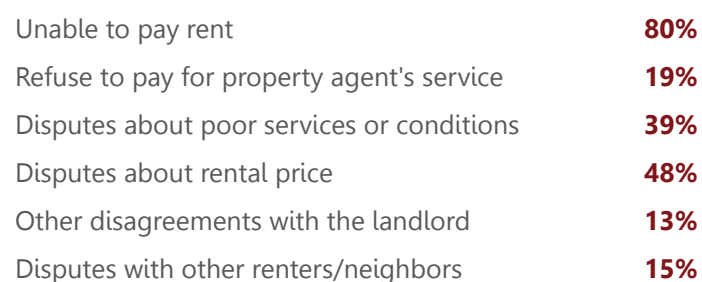 Unable to pay rent 80%
Refuse to pay for property agent's service 19%
Disputes about poor services or conditions 39%
Disputes about rental price 48%
Other disagreements with the landlord 13%
Disputes with other renters/neighbors 15%